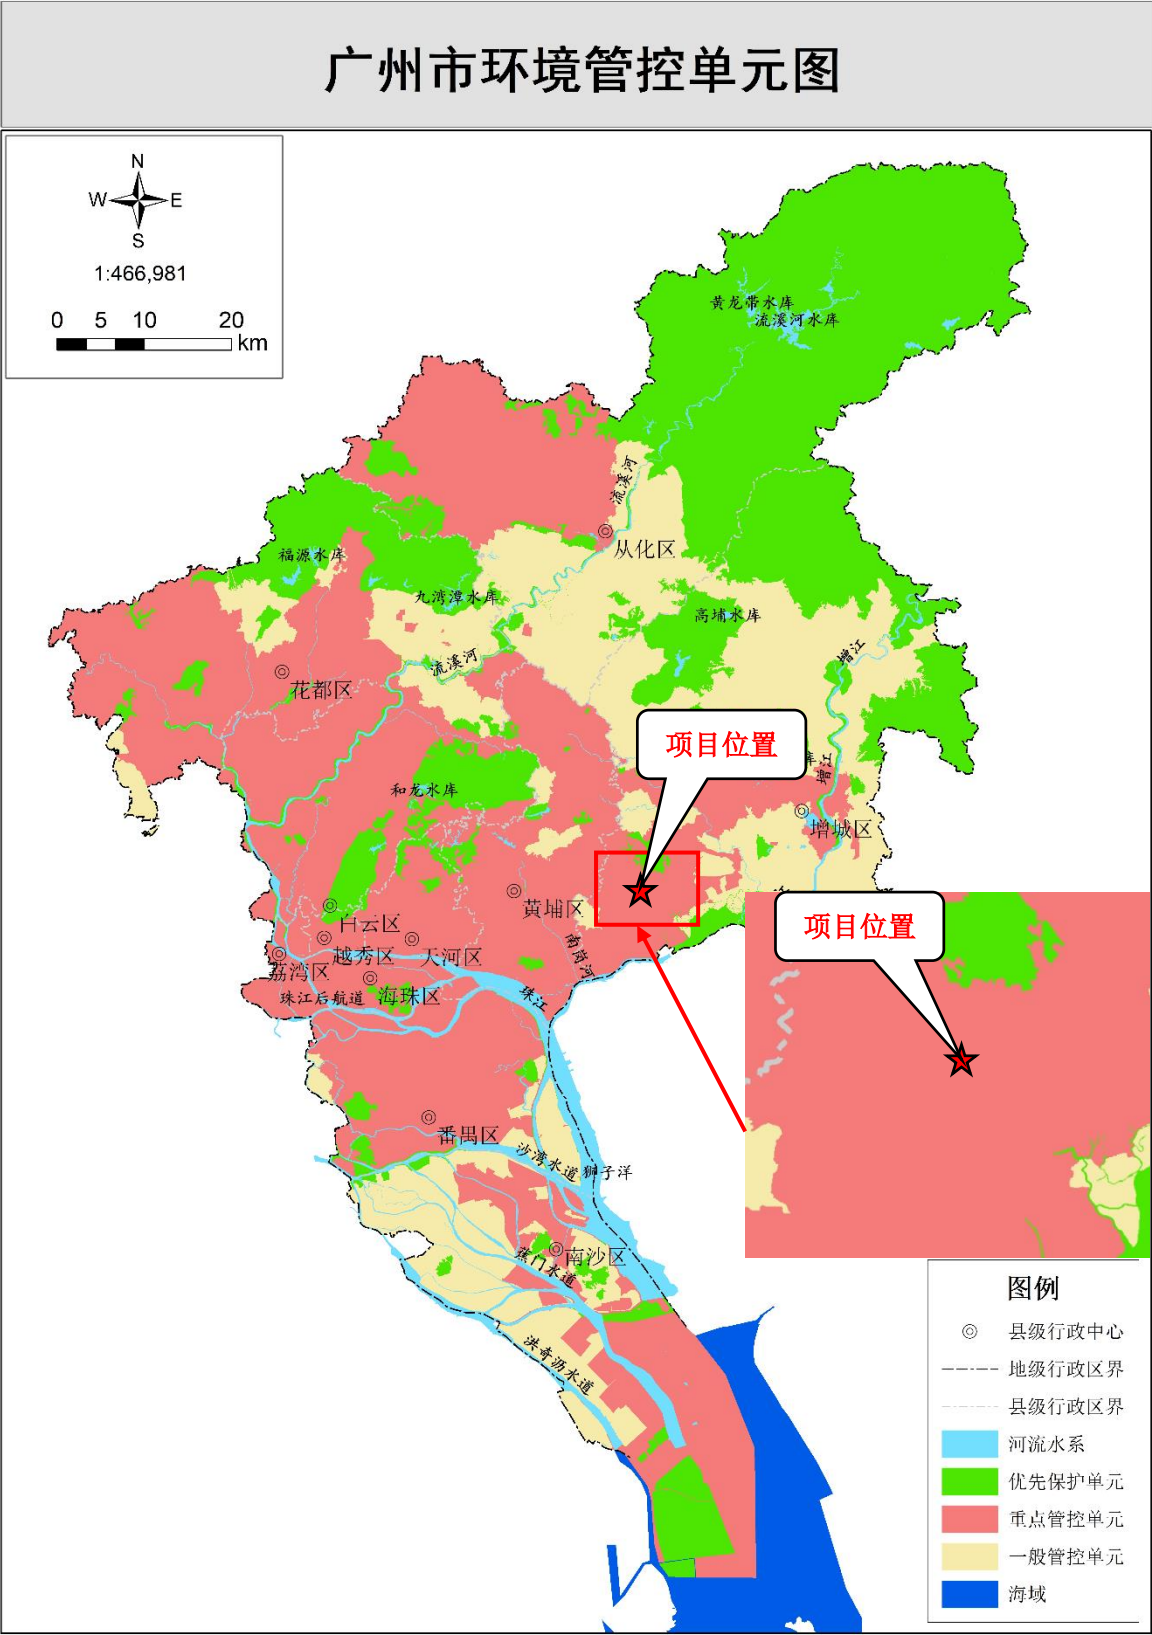 广州市环境管控单元图
N
W E
S
1:466,981
0 5 10 20
km
黄龙带水库
流溪河水库
流溪河
从化区
福源水库
九湾潭水库
高埔水库
流溪河
增江
花都区
项目位置
库
增江
和龙水库
增城区
黄埔区
白云区
项目位置
越秀区
天河区
南岗河
荔湾区
珠江后航道
海珠区
珠江
番禺区
沙湾水道
狮子洋
南沙区
蕉门水道
洪奇沥水道
图例
县级行政中心
地级行政区界
县级行政区界
河流水系
优先保护单元
重点管控单元
一般管控单元
海域